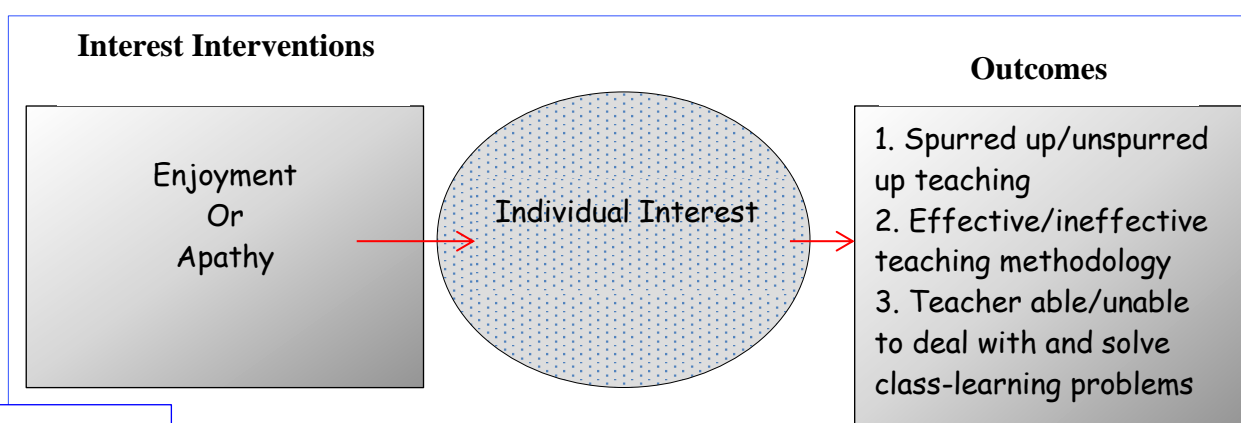 Interest Interventions
Enjoyment
Or
Apathy
Individual Interest
Outcomes
1. Spurred up/unspurred
up teaching
2. Effective/ineffective
teaching methodology
3. Teacher able/unable
to deal with and solve
class-learning problems